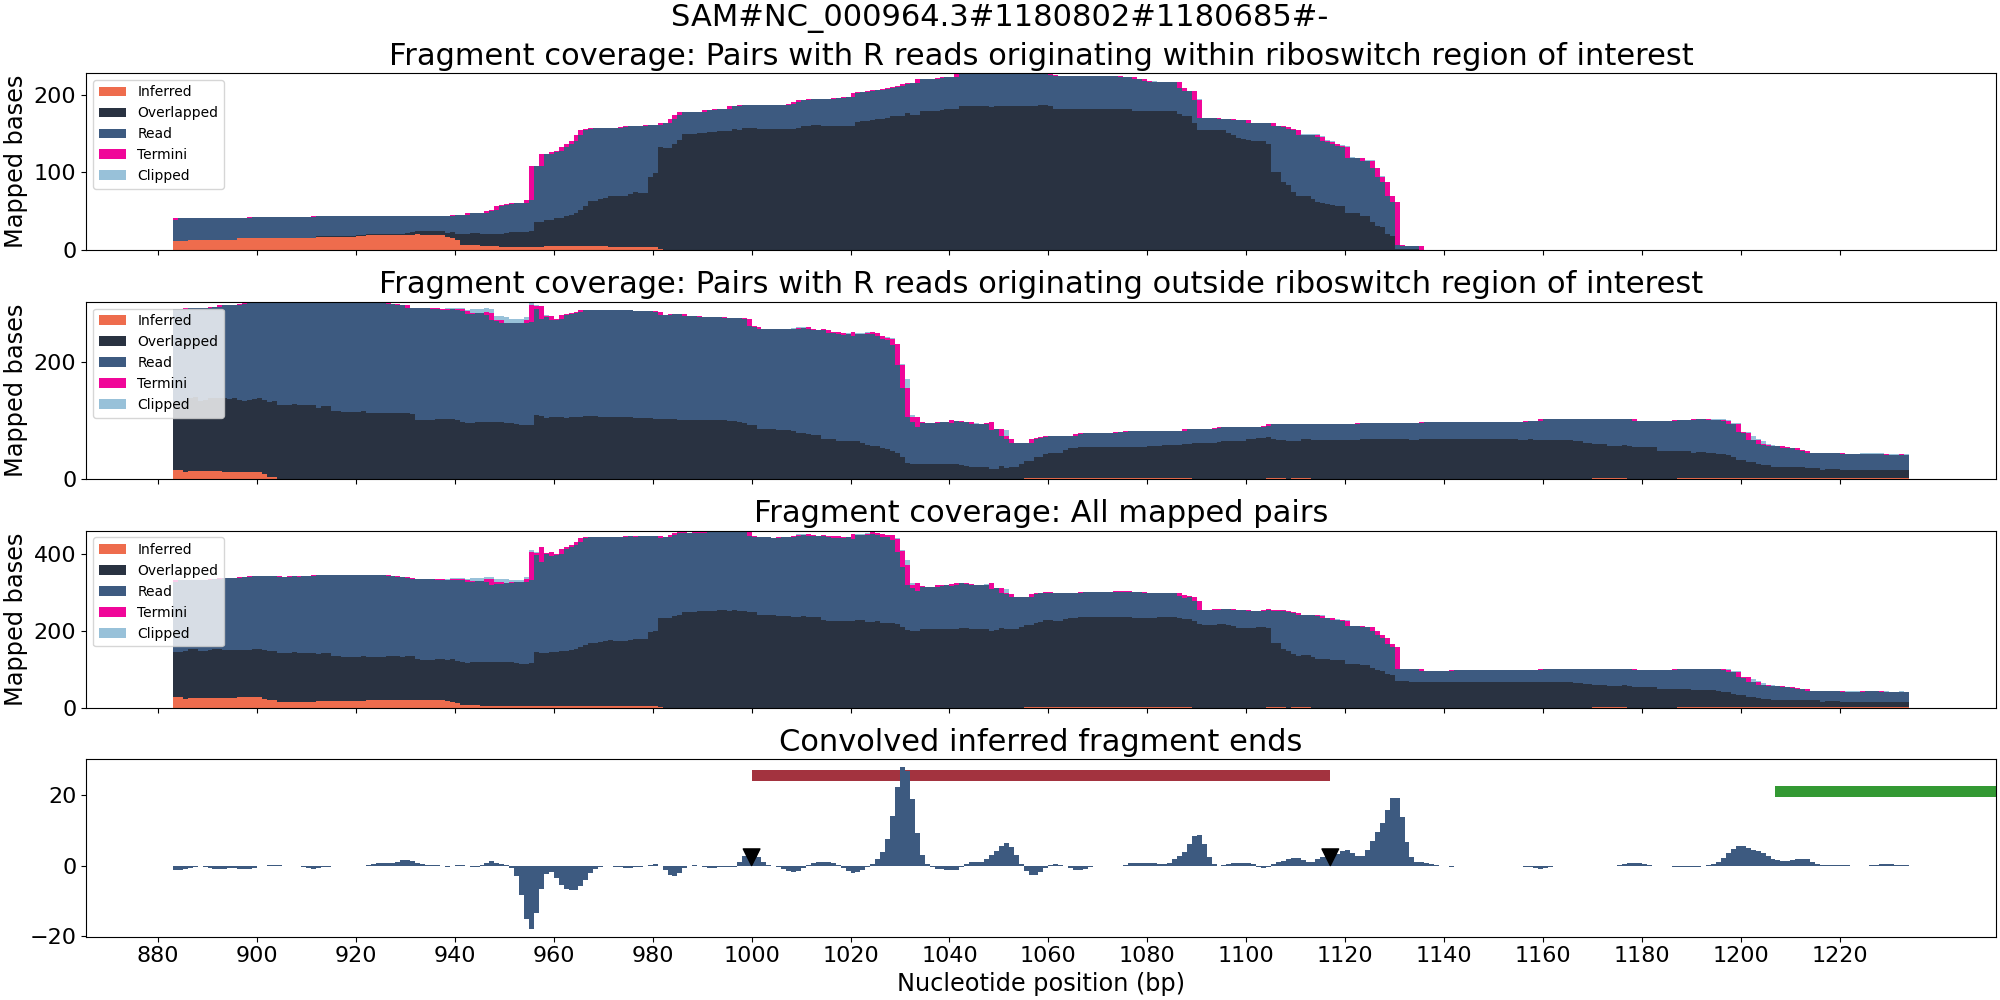 SAM#NC_000964.3#1180802#1180685#-
Fragment coverage: Pairs with R reads originating within riboswitch region of interest
Mapped bases
200
100
0
Inferred
Overlapped
Read
Termini
Clipped
Fragment coverage: Pairs with R reads originating outside riboswitch region of interest
Mapped bases
200
0
Inferred
Overlapped
Read
Termini
Clipped
Fragment coverage: All mapped pairs
Mapped bases
400
200
0
Inferred
Overlapped
Read
Termini
Clipped
Convolved inferred fragment ends
20
0
−20
880 900 920 940 960 980 1000 1020 1040 1060 1080 1100 1120 1140 1160 1180 1200 1220
Nucleotide position (bp)